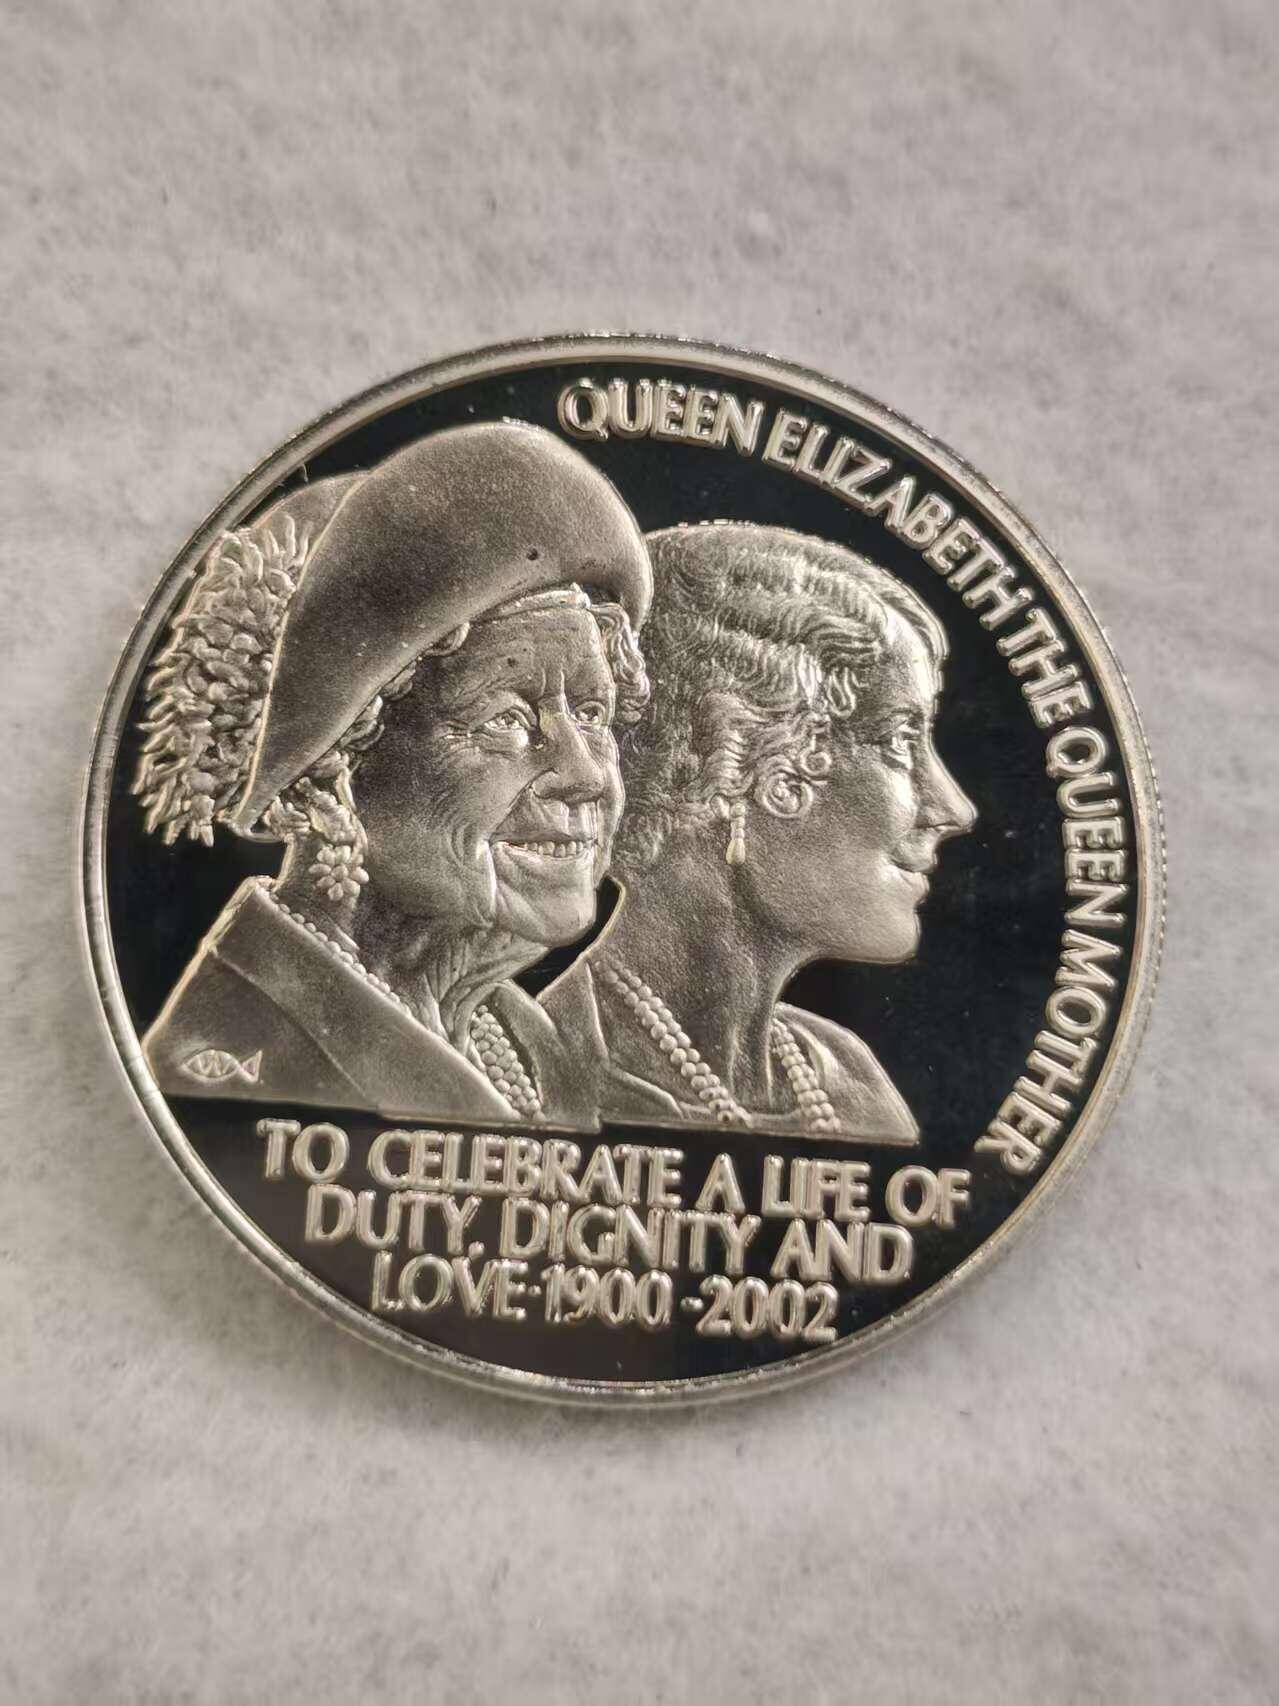 QUEEN ELIZABETH THE QUEEN MOTHER
TO CELEBRATE A LIFE OF
DUTY, DIGNITY AND
LOVE·1900-2002